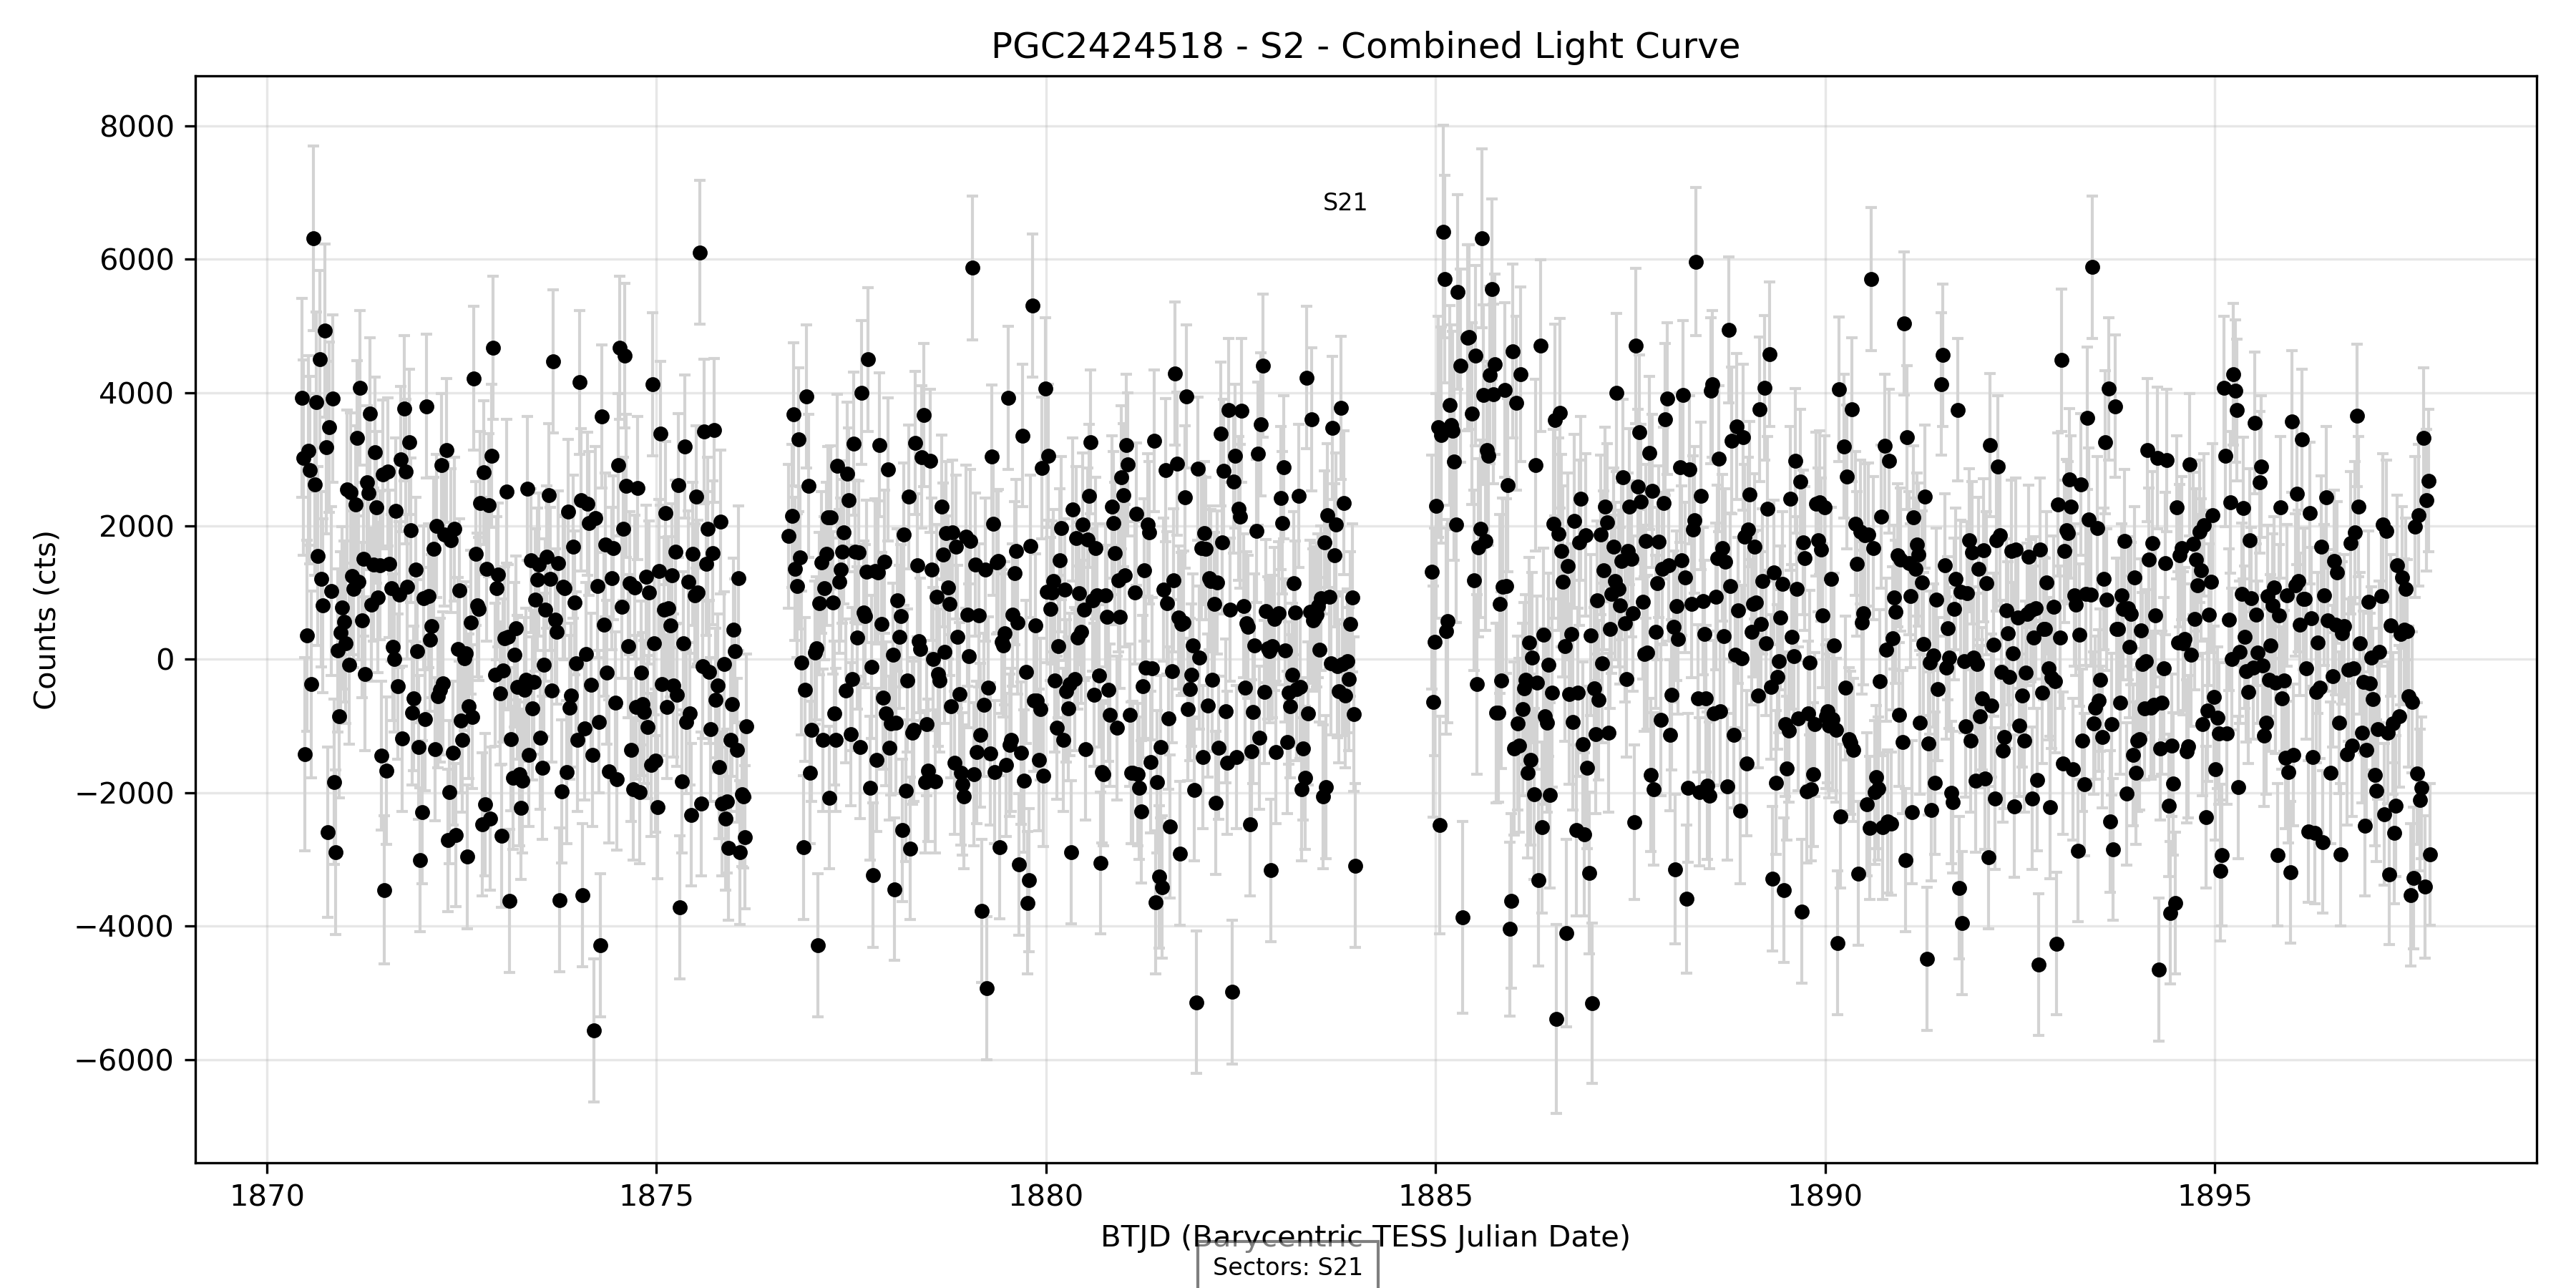 PGC2424518 - S2 - Combined Light Curve
8000
6000
4000
2000
0
−2000
−4000
−6000
Counts (cts)
S21
1870
1875
1880
1885
1890
1895
BTJD (Barycentric TESS Julian Date)
Sectors: S21